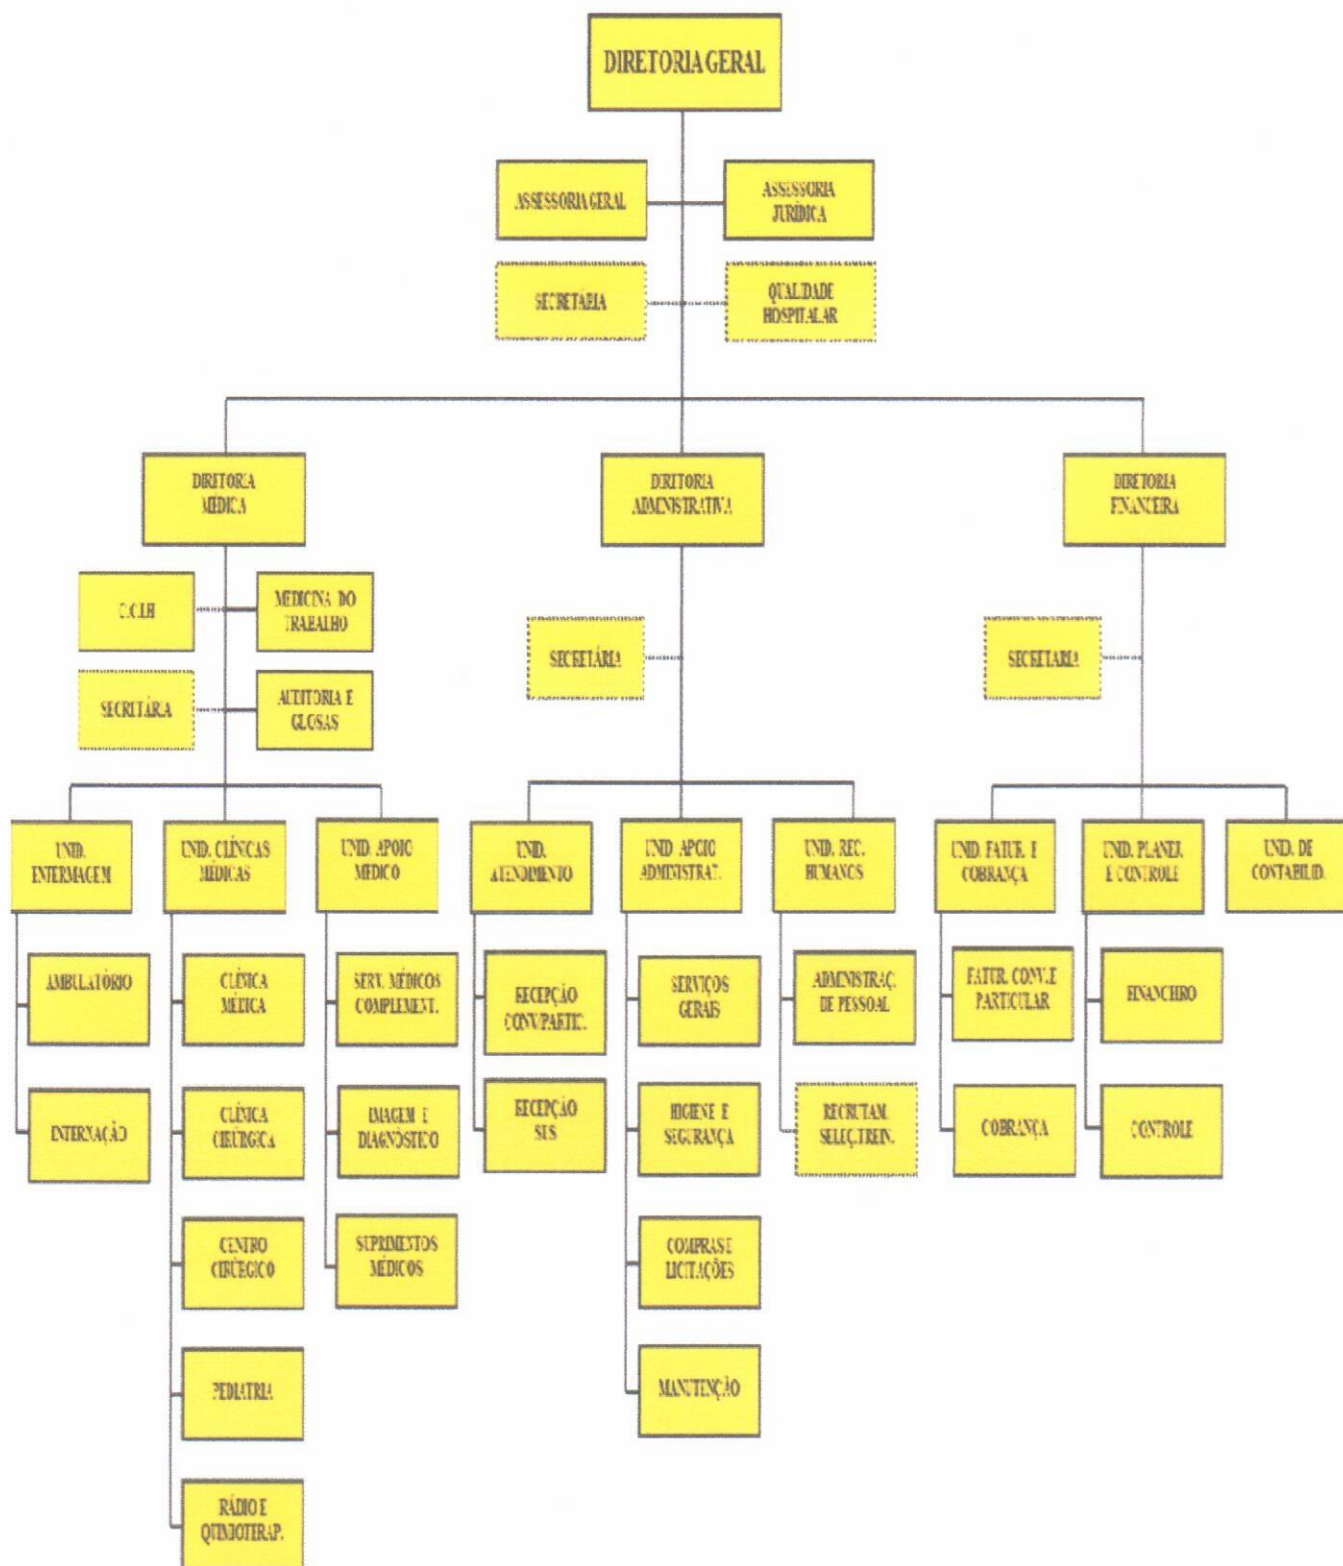 DIRETORIA GERAL
ASSESSORIA GERAL
ASSESSORIA
JURÍDICA
SECRETÁRIA
QUALIDADE
HOSPITALAR
DIRETORIA
MÉDICA
DIRETORIA
ADMINISTRATIVA
DIRETORIA
FINANCEIRA
C.C.I.H
MEDICINA DO
TRABALHO
SECRETÁRIA
AUDITORIA E
GLOSAS
SECRETÁRIA
SECRETARIA
UNID.
ENFERMAGEM
UNID. CLÍNICAS
MÉDICAS
UNID. APOIO
MÉDICO
UNID.
ATENDIMENTO
UNID APOIO
ADMINISTRAT.
UNID. REC.
HUMANOS
UNID. FATUR. E
COBRANÇA
UNID. PLANEJ.
E CONTROLE
UNID. DE
CONTABILID.
AMBULATÓRIO
CLÍNICA
MÉDICA
SERV. MÉDICOS
COMPLEMENT.
RECEPÇÃO
CONV/PARTIC.
SERVIÇOS
GERAIS
ADMINISTRAÇ.
DE PESSOAL
FATUR. CONV.E
PARTICULAR
FINANCEIRO
INTERNAÇÃO
CLÍNICA
CIRÚRGICA
IMAGEM E
DIAGNÓSTICO
RECEPÇÃO
SUS
HIGIENE E
SEGURANÇA
RECRUTAM.
SELEÇ.TREIN.
COBRANÇA
CONTROLE
CENTRO
CIRÚRGICO
SUPRIMENTOS
MÉDICOS
COMPRAS E
LICITAÇÕES
PEDIATRIA
MANUTENÇÃO
RÁDIO E
QUIMIOTERAP.